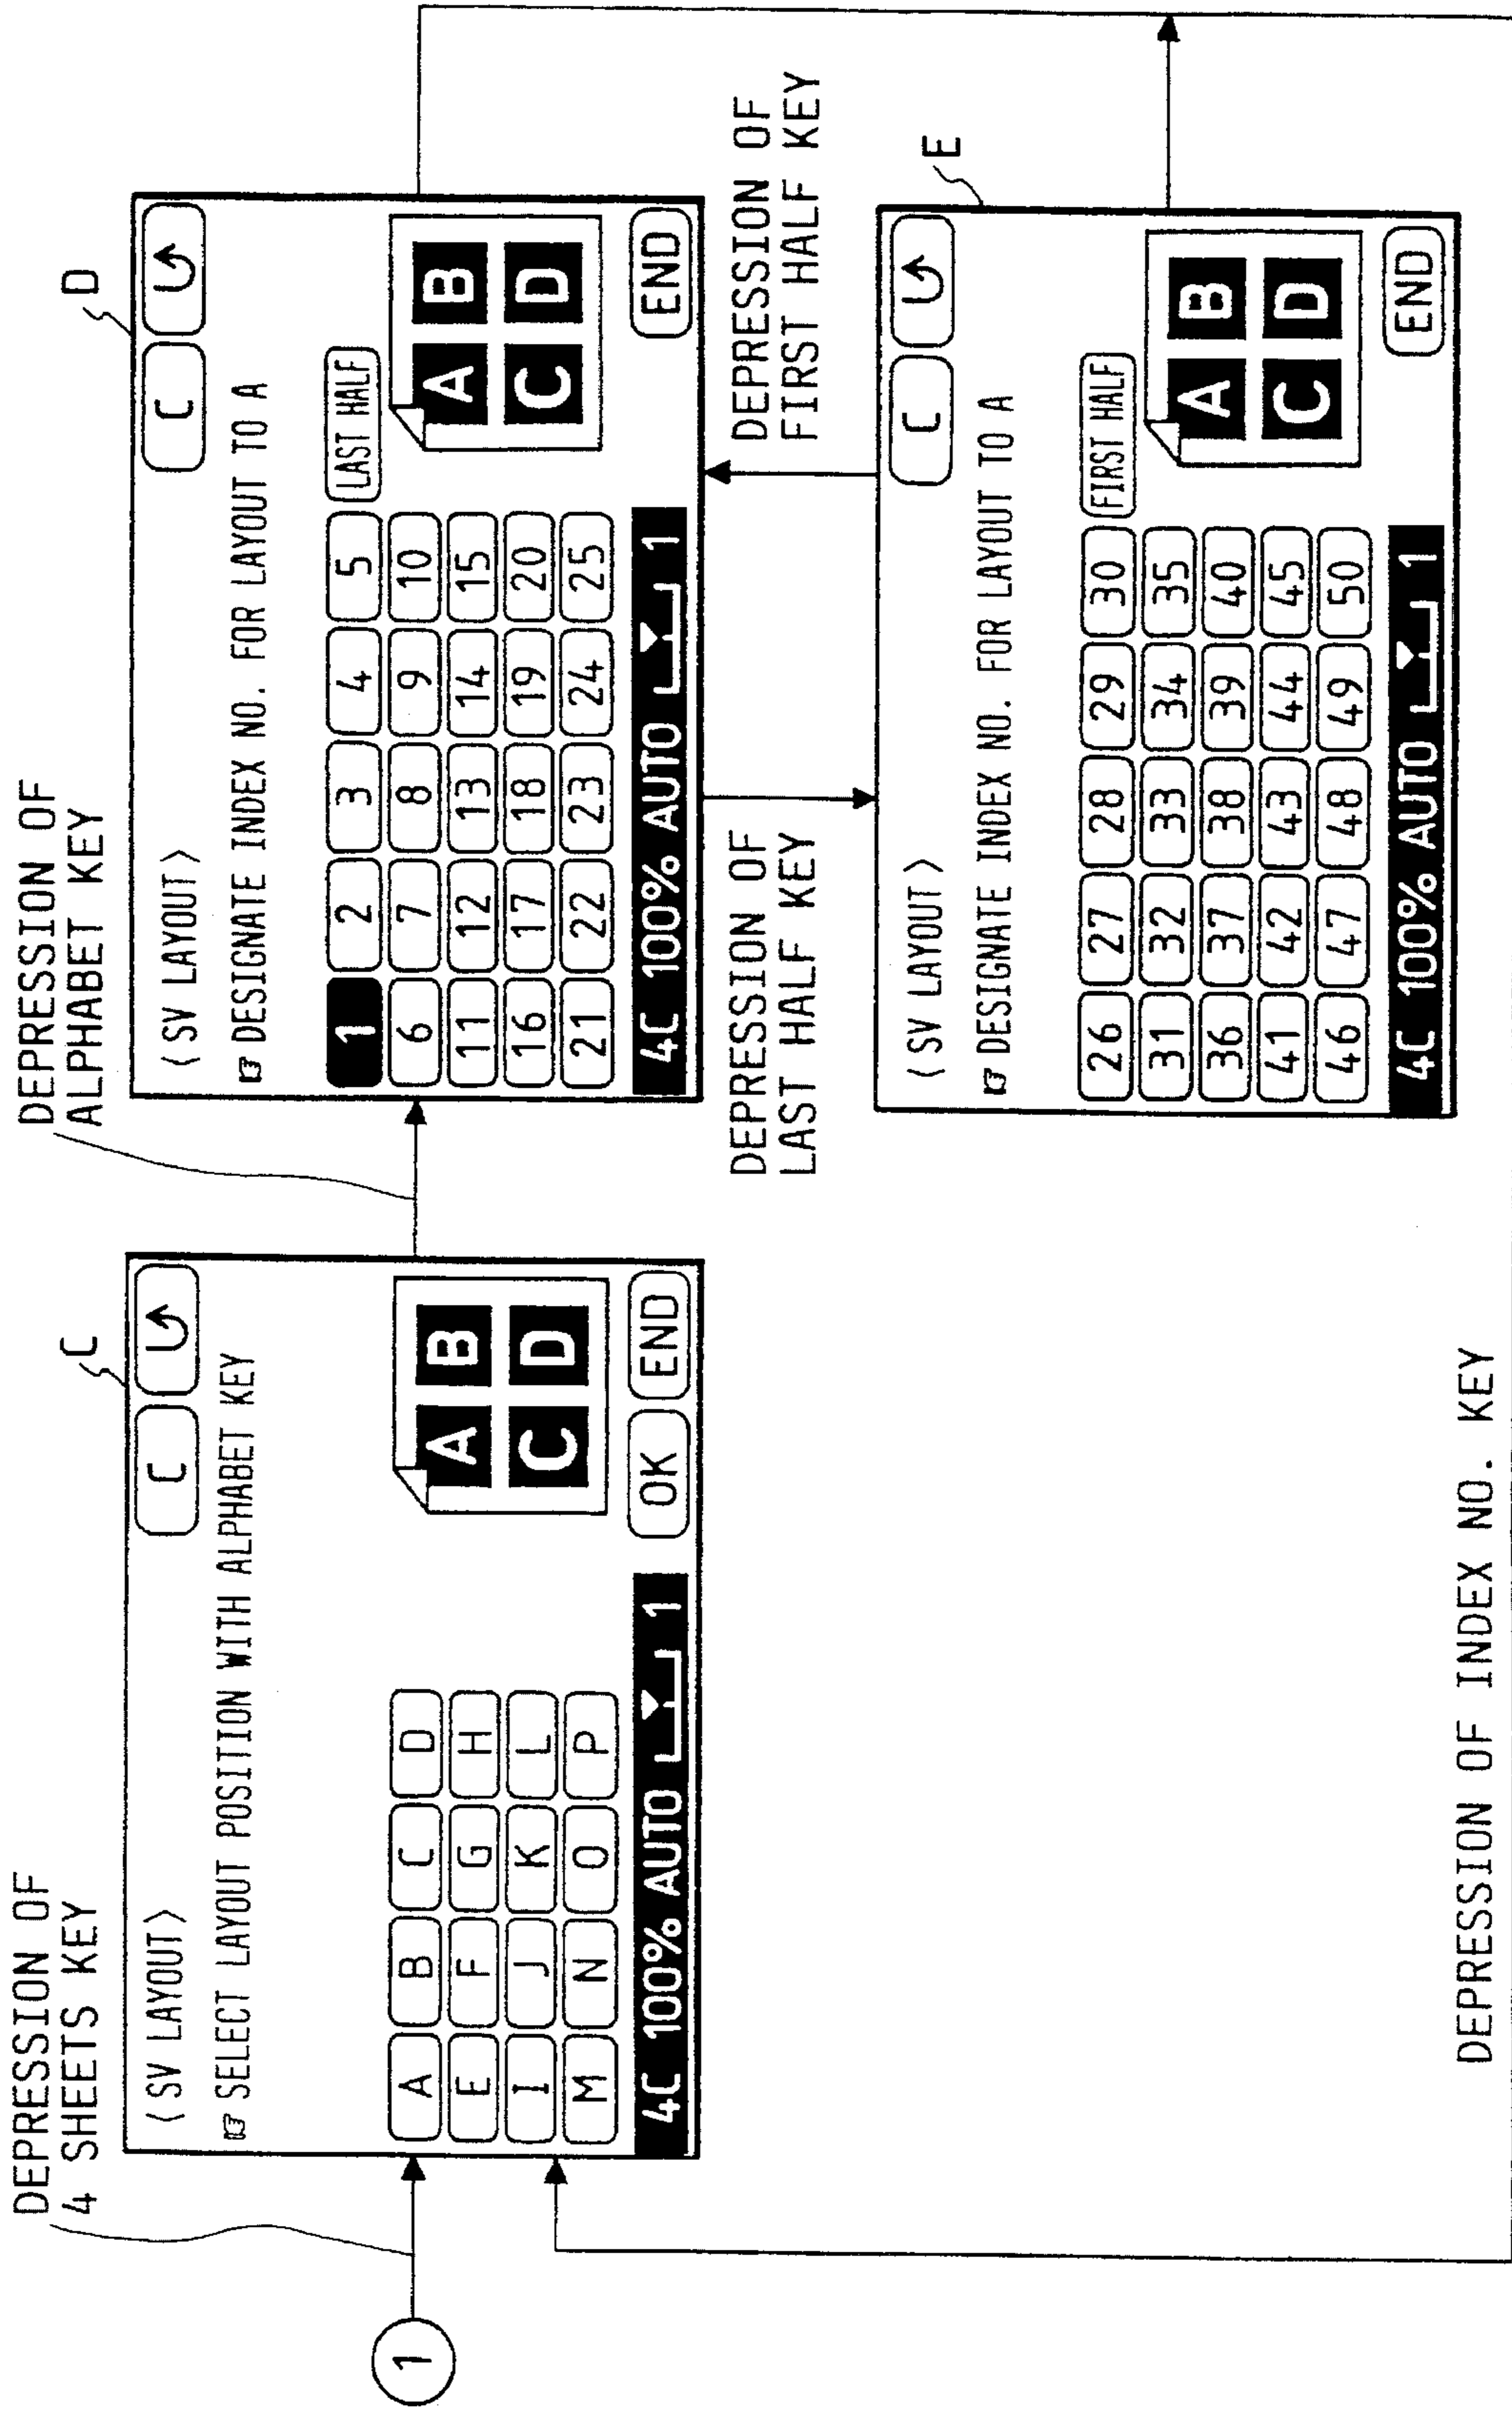 DEPRESSION OF
4 SHEETS KEY
1
C
⟨SV LAYOUT⟩
C
☞ SELECT LAYOUT POSITION WITH ALPHABET KEY
A B C D
E F G H
I J K L
M N O P
A B
C D
4C 100% AUTO 1
OK END
DEPRESSION OF
ALPHABET KEY
D
⟨SV LAYOUT⟩
C
☞ DESIGNATE INDEX NO. FOR LAYOUT TO A
1 2 3 4 5 LAST HALF
6 7 8 9 10
11 12 13 14 15
16 17 18 19 20
21 22 23 24 25
A B
C D
4C 100% AUTO 1
END
DEPRESSION OF
LAST HALF KEY
DEPRESSION OF
FIRST HALF KEY
E
⟨SV LAYOUT⟩
C
☞ DESIGNATE INDEX NO. FOR LAYOUT TO A
26 27 28 29 30 FIRST HALF
31 32 33 34 35
36 37 38 39 40
41 42 43 44 45
46 47 48 49 50
A B
C D
4C 100% AUTO 1
END
DEPRESSION OF INDEX NO. KEY